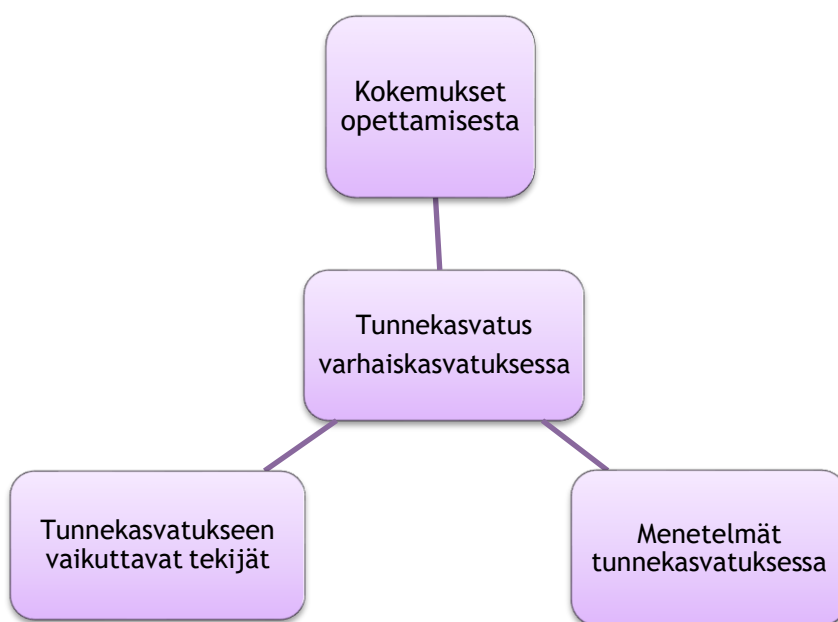 Kokemukset
opettamisesta
Tunnekasvatus
varhaiskasvatuksessa
Tunnekasvatukseen
vaikuttavat tekijät
Menetelmät
tunnekasvatuksessa